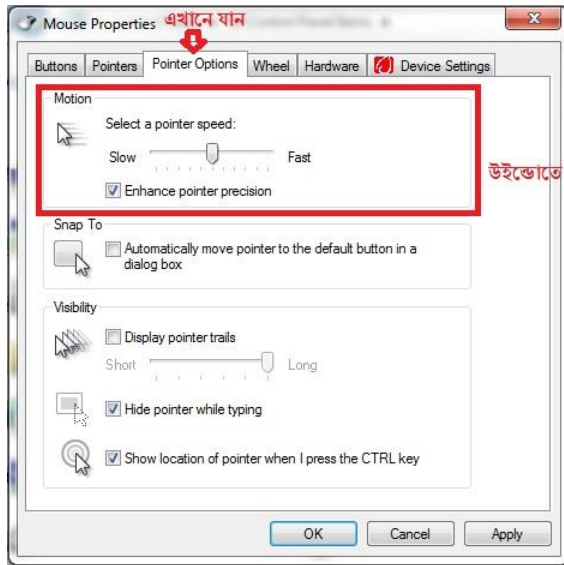 Mouse Properties এখানে যান
Buttons Pointers Pointer Options Wheel Hardware Device Settings
Motion
Select a pointer speed:
Slow Fast
Enhance pointer precision
উইন্ডোতে
Snap To
Automatically move pointer to the default button in a
dialog box
Visibility
Display pointer trails
Short Long
Hide pointer while typing
Show location of pointer when I press the CTRL key
OK Cancel Apply